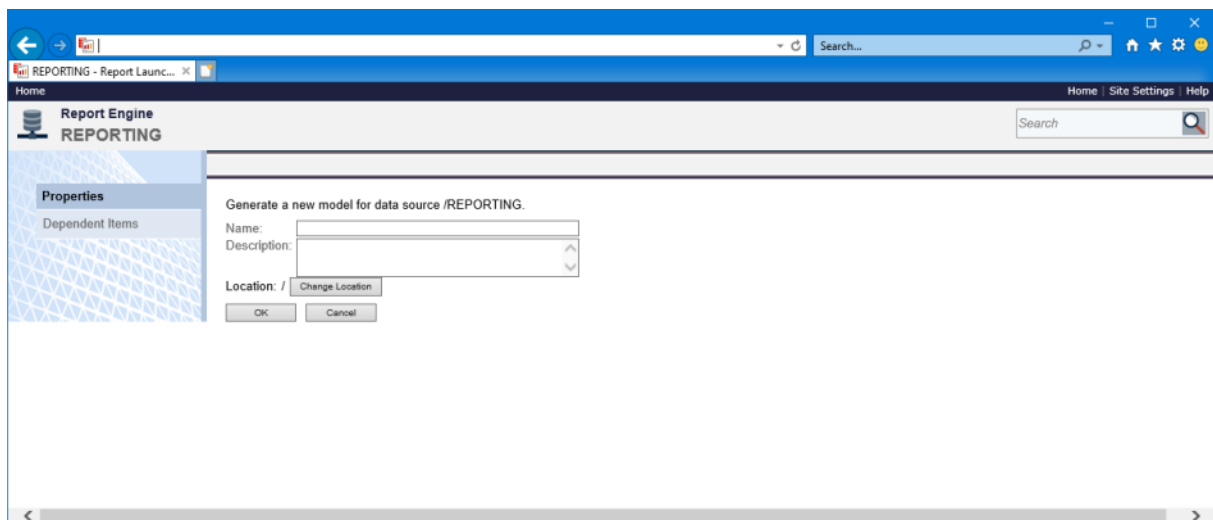 Search...
REPORTING - Report Launc...
Home
Home | Site Settings | Help
Report Engine
REPORTING
Search
Properties
Dependent Items
Generate a new model for data source /REPORTING.
Name:
Description:
Location: / Change Location
OK Cancel